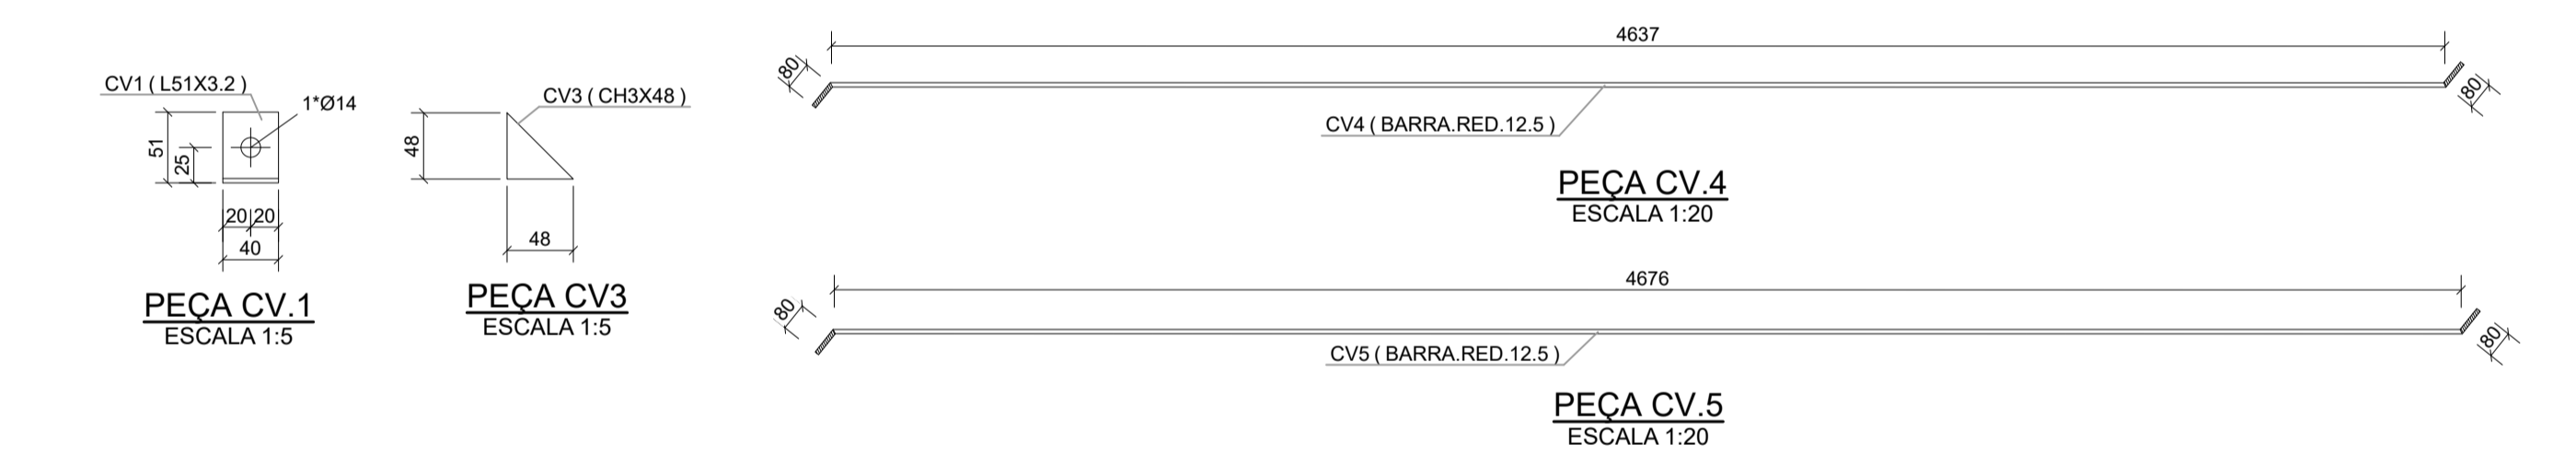 CV1 ( L51X3.2 )
1*Ø14
51
25
20 20
40
PEÇA CV.1
ESCALA 1:5
CV3 ( CH3X48 )
48
48
PEÇA CV3
ESCALA 1:5
4637
80
80
CV4 ( BARRA.RED.12.5 )
PEÇA CV.4
ESCALA 1:20
4676
80
80
CV5 ( BARRA.RED.12.5 )
PEÇA CV.5
ESCALA 1:20